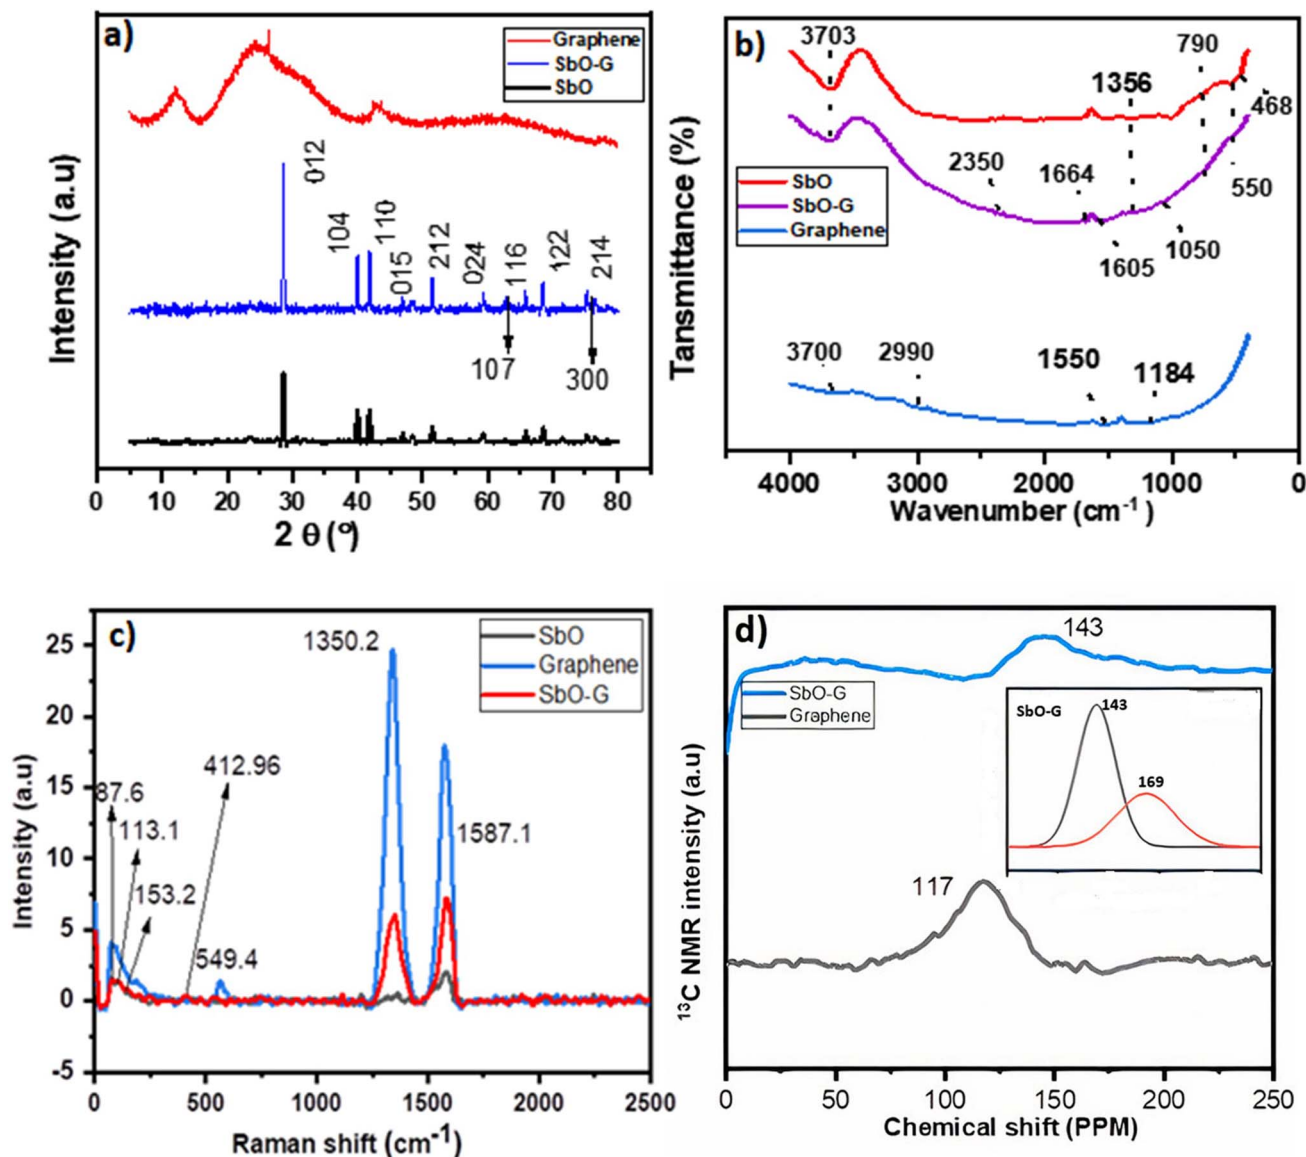 a)
Graphene
SbO-G
SbO
012
104
110
015
212
024
116
122
214
107
300
Intensity (a.u)
0 10 20 30 40 50 60 70 80
2 θ (°)
b)
3703
790
1356
468
2350
1664
550
SbO
SbO-G
Graphene
1605
1050
3700
2990
1550
1184
Tansmittance (%)
4000 3000 2000 1000 0
Wavenumber (cm-1 )
c)
1350.2
SbO
Graphene
SbO-G
412.96
87.6
113.1
153.2
1587.1
549.4
25
20
15
10
5
0
-5
Intensity (a.u)
0 500 1000 1500 2000 2500
Raman shift (cm-1)
d)
143
SbO-G
Graphene
SbO-G
143
169
117
13C NMR intensity (a.u)
0 50 100 150 200 250
Chemical shift (PPM)